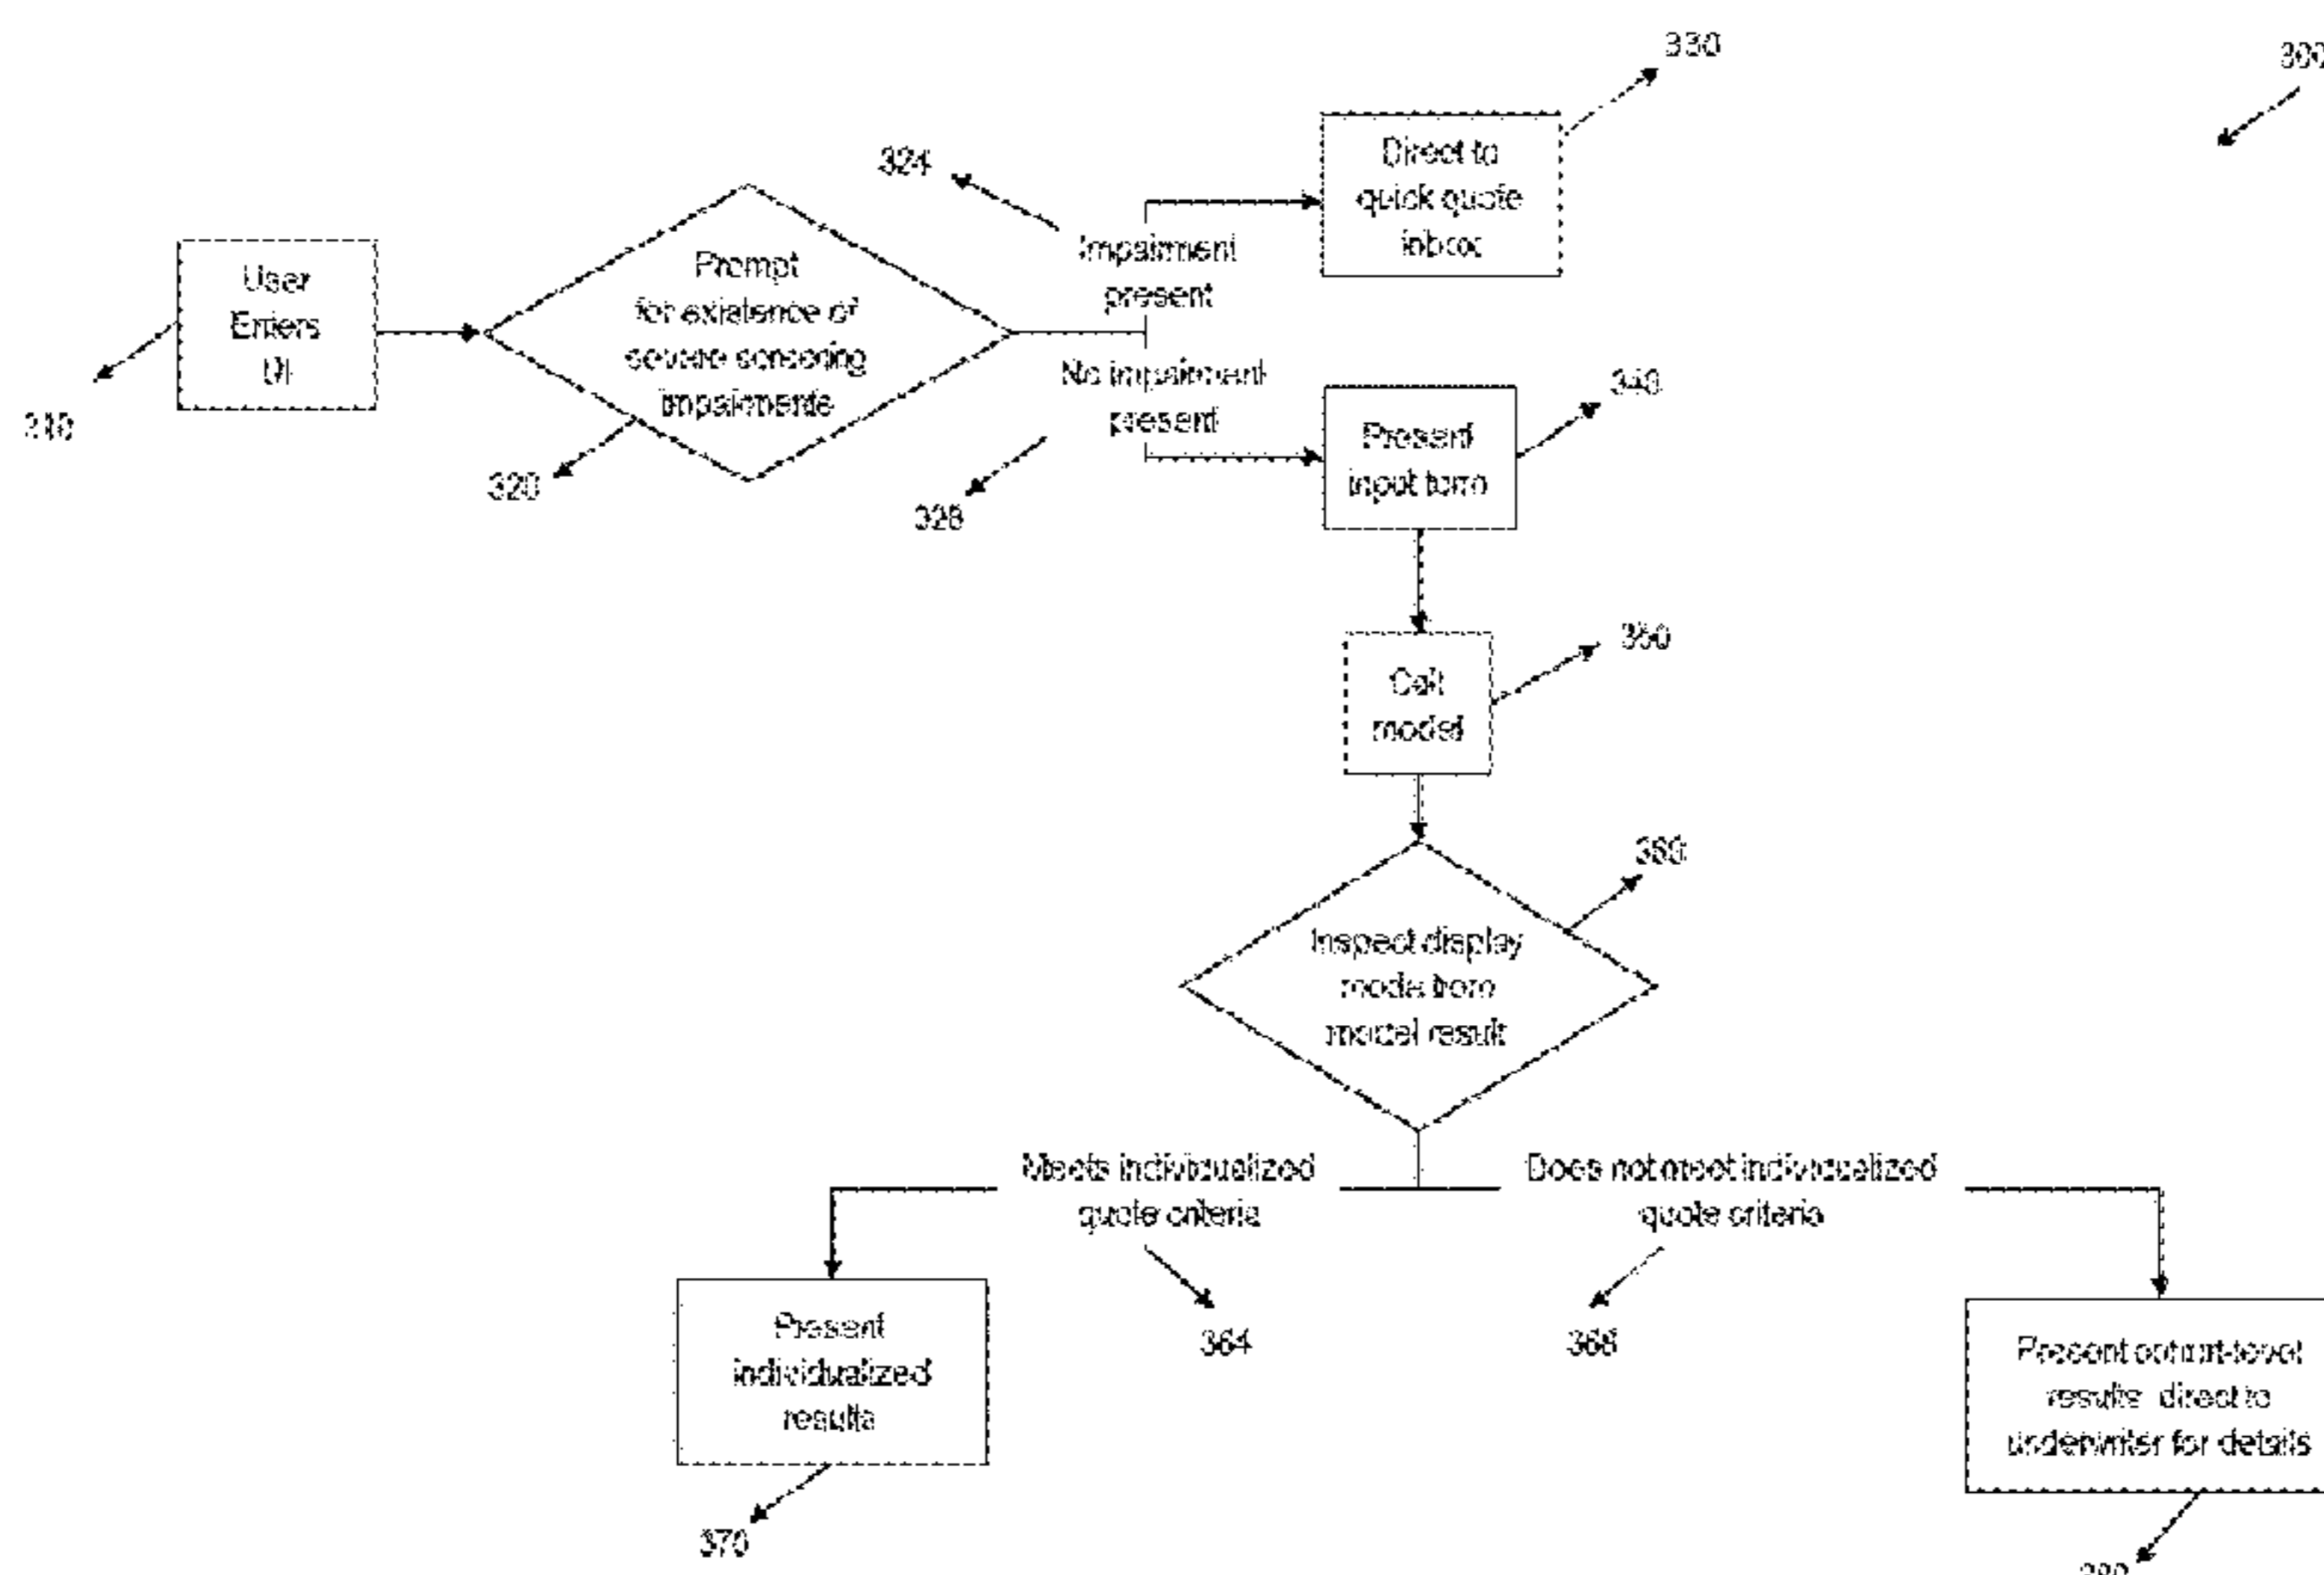 330
300
324
Direct to
quick quote
inbox
Impairment
present
User
Enters
UI
Prompt
for existence of
severe screening
impairments
No impairment
present
340
310
320
328
Present
input form
350
Call
model
360
Inspect display
mode from
model result
Meets individualized
quote criteria
Does not meet individualized
quote criteria
364
368
Present
individualized
results
Present cohort-level
results direct to
underwriter for details
370